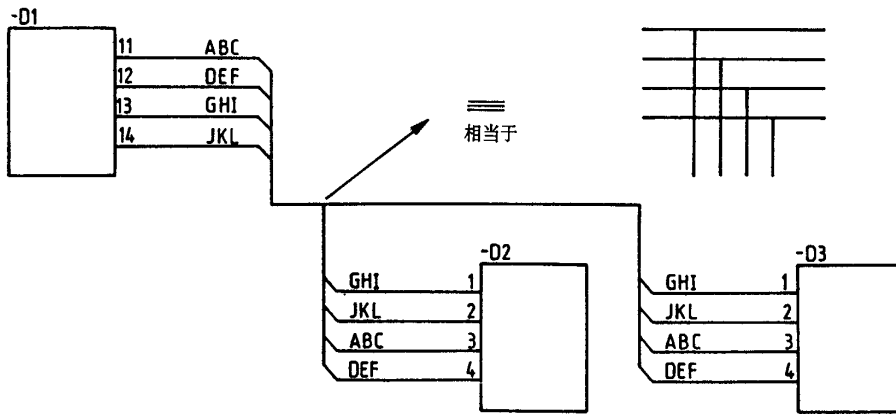 -D1
11 ABC
12 DEF
13 GHI
14 JKL
相当于
-D2
GHI 1
JKL 2
ABC 3
DEF 4
-D3
GHI 1
JKL 2
ABC 3
DEF 4